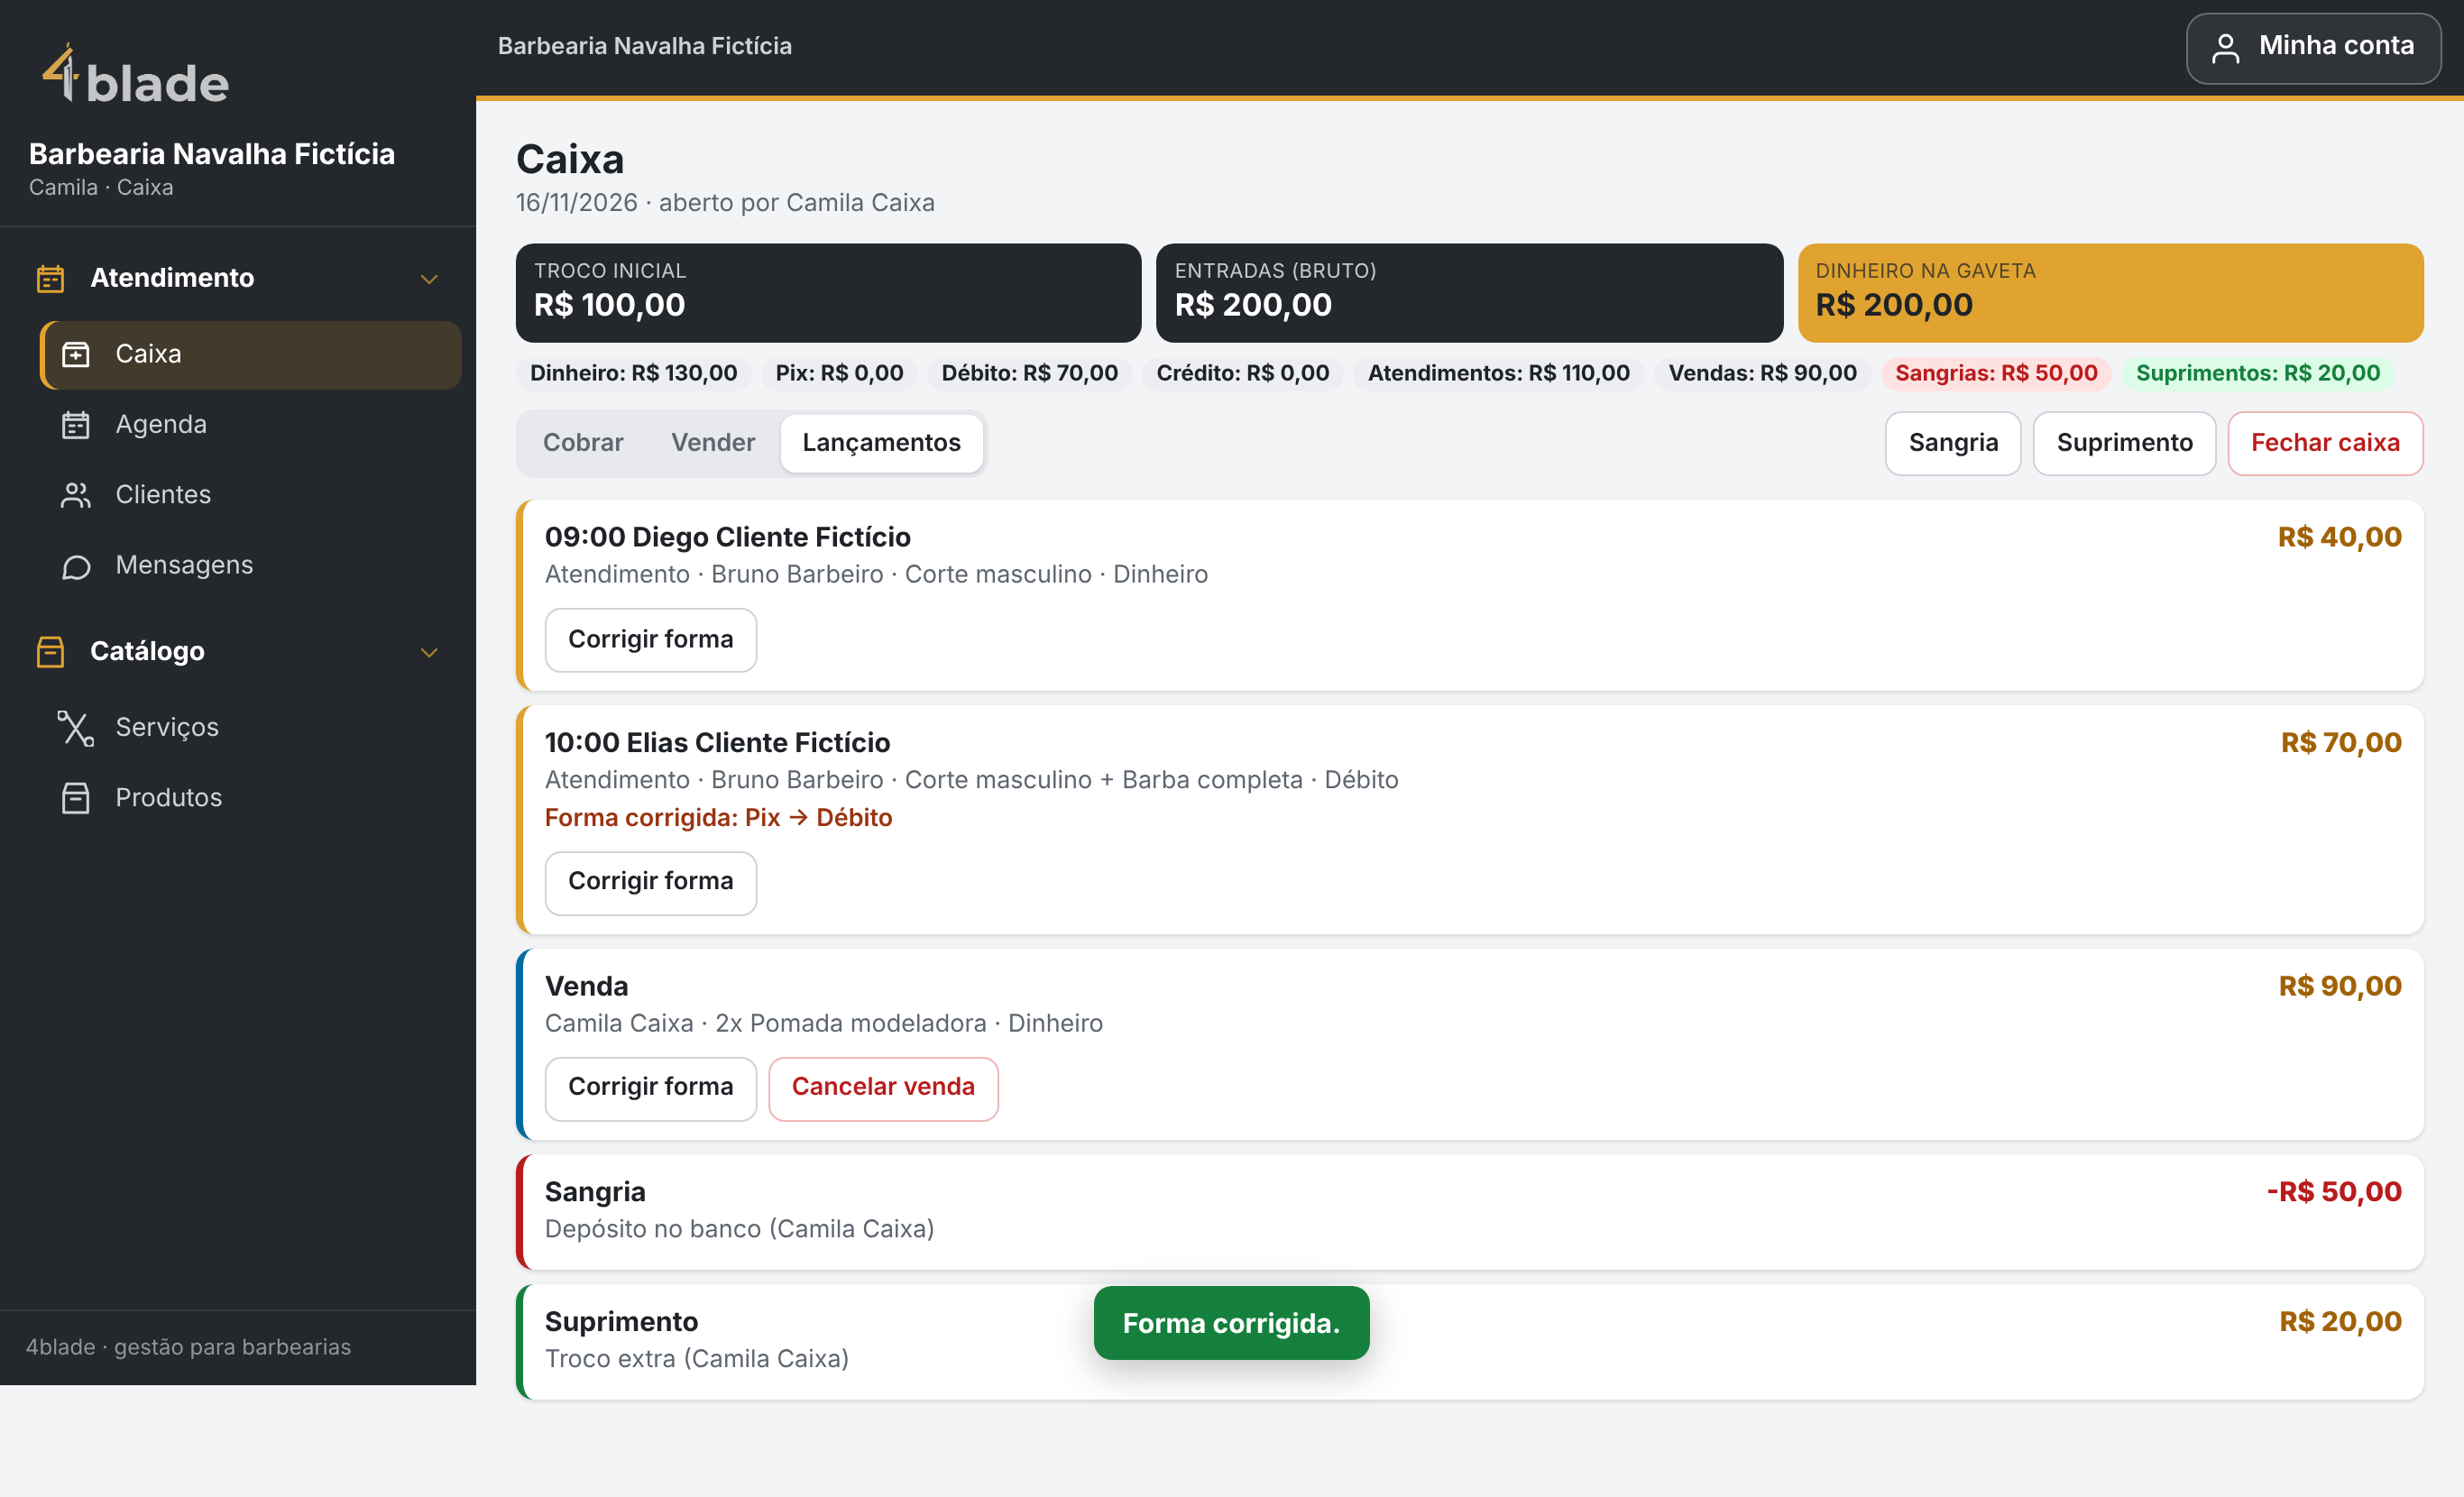 4blade
Barbearia Navalha Fictícia
Camila · Caixa
Atendimento
Caixa
Agenda
Clientes
Mensagens
Catálogo
Serviços
Produtos
4blade · gestão para barbearias
Barbearia Navalha Fictícia
Minha conta
Caixa
16/11/2026 · aberto por Camila Caixa
TROCO INICIAL
R$ 100,00
ENTRADAS (BRUTO)
R$ 200,00
DINHEIRO NA GAVETA
R$ 200,00
Dinheiro: R$ 130,00 Pix: R$ 0,00 Débito: R$ 70,00 Crédito: R$ 0,00 Atendimentos: R$ 110,00 Vendas: R$ 90,00 Sangrias: R$ 50,00 Suprimentos: R$ 20,00
Cobrar Vender Lançamentos
Sangria Suprimento Fechar caixa
09:00 Diego Cliente Fictício R$ 40,00
Atendimento · Bruno Barbeiro · Corte masculino · Dinheiro
Corrigir forma
10:00 Elias Cliente Fictício R$ 70,00
Atendimento · Bruno Barbeiro · Corte masculino + Barba completa · Débito
Forma corrigida: Pix → Débito
Corrigir forma
Venda R$ 90,00
Camila Caixa · 2x Pomada modeladora · Dinheiro
Corrigir forma Cancelar venda
Sangria -R$ 50,00
Depósito no banco (Camila Caixa)
Suprimento R$ 20,00
Troco extra (Camila Caixa)
Forma corrigida.